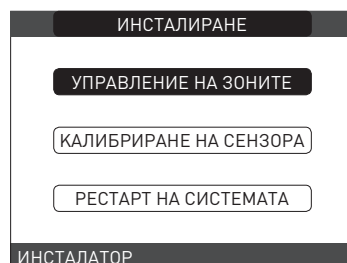 ИНСТАЛИРАНЕ
УПРАВЛЕНИЕ НА ЗОНИТЕ
КАЛИБРИРАНЕ НА СЕНЗОРА
РЕСТАРТ НА СИСТЕМАТА
ИНСТАЛАТОР